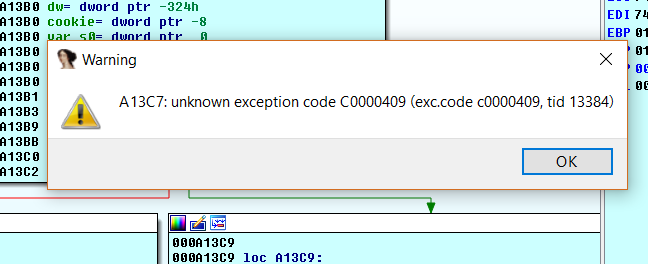 A13B0 dw= dword ptr -324h
A13B0 cookie= dword ptr -8
A13B0 var_s0= dword ptr 0
EDI 74
EBP 01
Warning
A13B0
A13B0
A13B0
A13B1
A13B3
A13B9
A13BB
A13C0
A13C2
A13C7: unknown exception code C0000409 (exc.code c0000409, tid 13384)
OK
000A13C9
000A13C9 loc_A13C9: